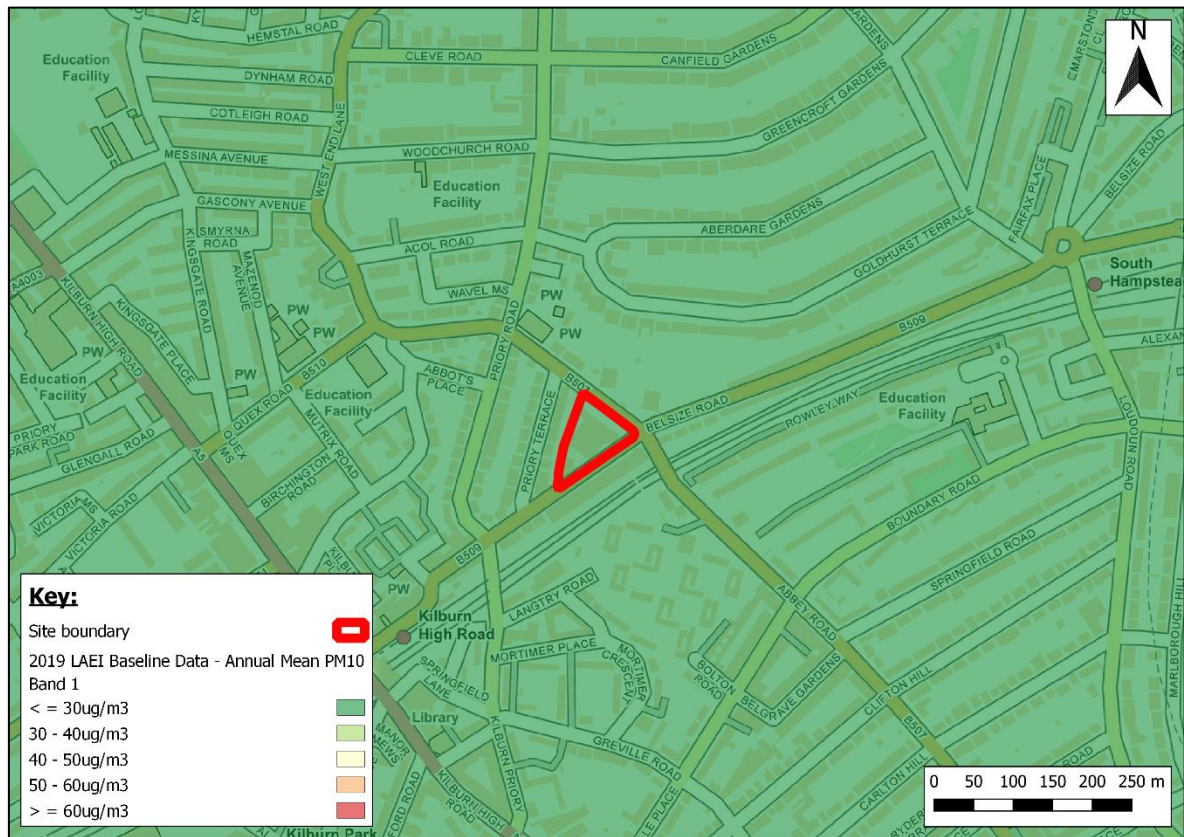 HEMSTAL ROAD
Education
Facility
CLEVE ROAD
CANFIELD GARDENS
N
DYNHAM ROAD
COTLEIGH ROAD
WEST END LANE
GREENCROFT GARDENS
MESSINA AVENUE
WOODCHURCH ROAD
FAIRFAX PLACE
BELSIZE ROAD
Education
Facility
GASCONY AVENUE
ABERDARE GARDENS
SMYRNA
ROAD
KINGSGATE ROAD
MAZENOD
AVENUE
ACOL ROAD
GOLDHURST TERRACE
A4003
KILBURN HIGH ROAD
KINGSGATE PLACE
WAVEL MS
PRIORY ROAD
PW
South
Hampstead
PW
PW
B509
ALEXAN
Education
Facility
PW
QUEX ROAD
B510
Education
Facility
ABBOT'S
PLACE
PRIORY ROAD
B507
BELSIZE ROAD
ROWLEY WAY
Education
Facility
LOUDOUN ROAD
PRIORY
PARK ROAD
GLENGALL ROAD
A5
QUEX
MS
MUTRIX ROAD
BIRCHINGTON
ROAD
PRIORY TERRACE
BOUNDARY ROAD
VICTORIA MS
VICTORIA ROAD
SPRINGFIELD ROAD
B509
PW
LANGTRY ROAD
ABBEY ROAD
MARLBOROUGH HILL
Kilburn
High Road
MORTIMER PLACE
MORTIMER
CRESCENT
BOLTON
ROAD
BELGRAVE GARDENS
CLIFTON HILL
SPRINGFIELD
LANE
Library
KILBURN PRIORY
GREVILLE ROAD
B507
MANOR
MEWS
KILBURN HIGH
CARLTON HILL
Kilburn Park
Key:
Site boundary
2019 LAEI Baseline Data - Annual Mean PM10
Band 1
< = 30ug/m3
30 - 40ug/m3
40 - 50ug/m3
50 - 60ug/m3
> = 60ug/m3
0 50 100 150 200 250 m